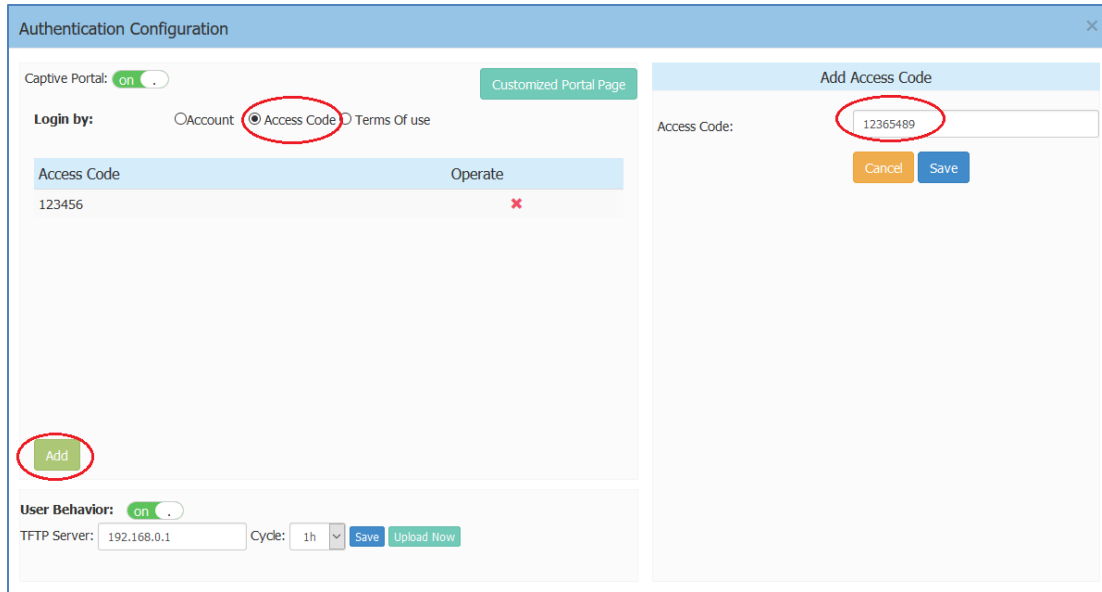 Authentication Configuration
Captive Portal: on
Customized Portal Page
Login by: Account Access Code Terms Of use
Access Code Operate
123456
Add
User Behavior: on
TFTP Server: 192.168.0.1 Cycle: 1h Save Upload Now
Add Access Code
Access Code: 12365489
Cancel Save